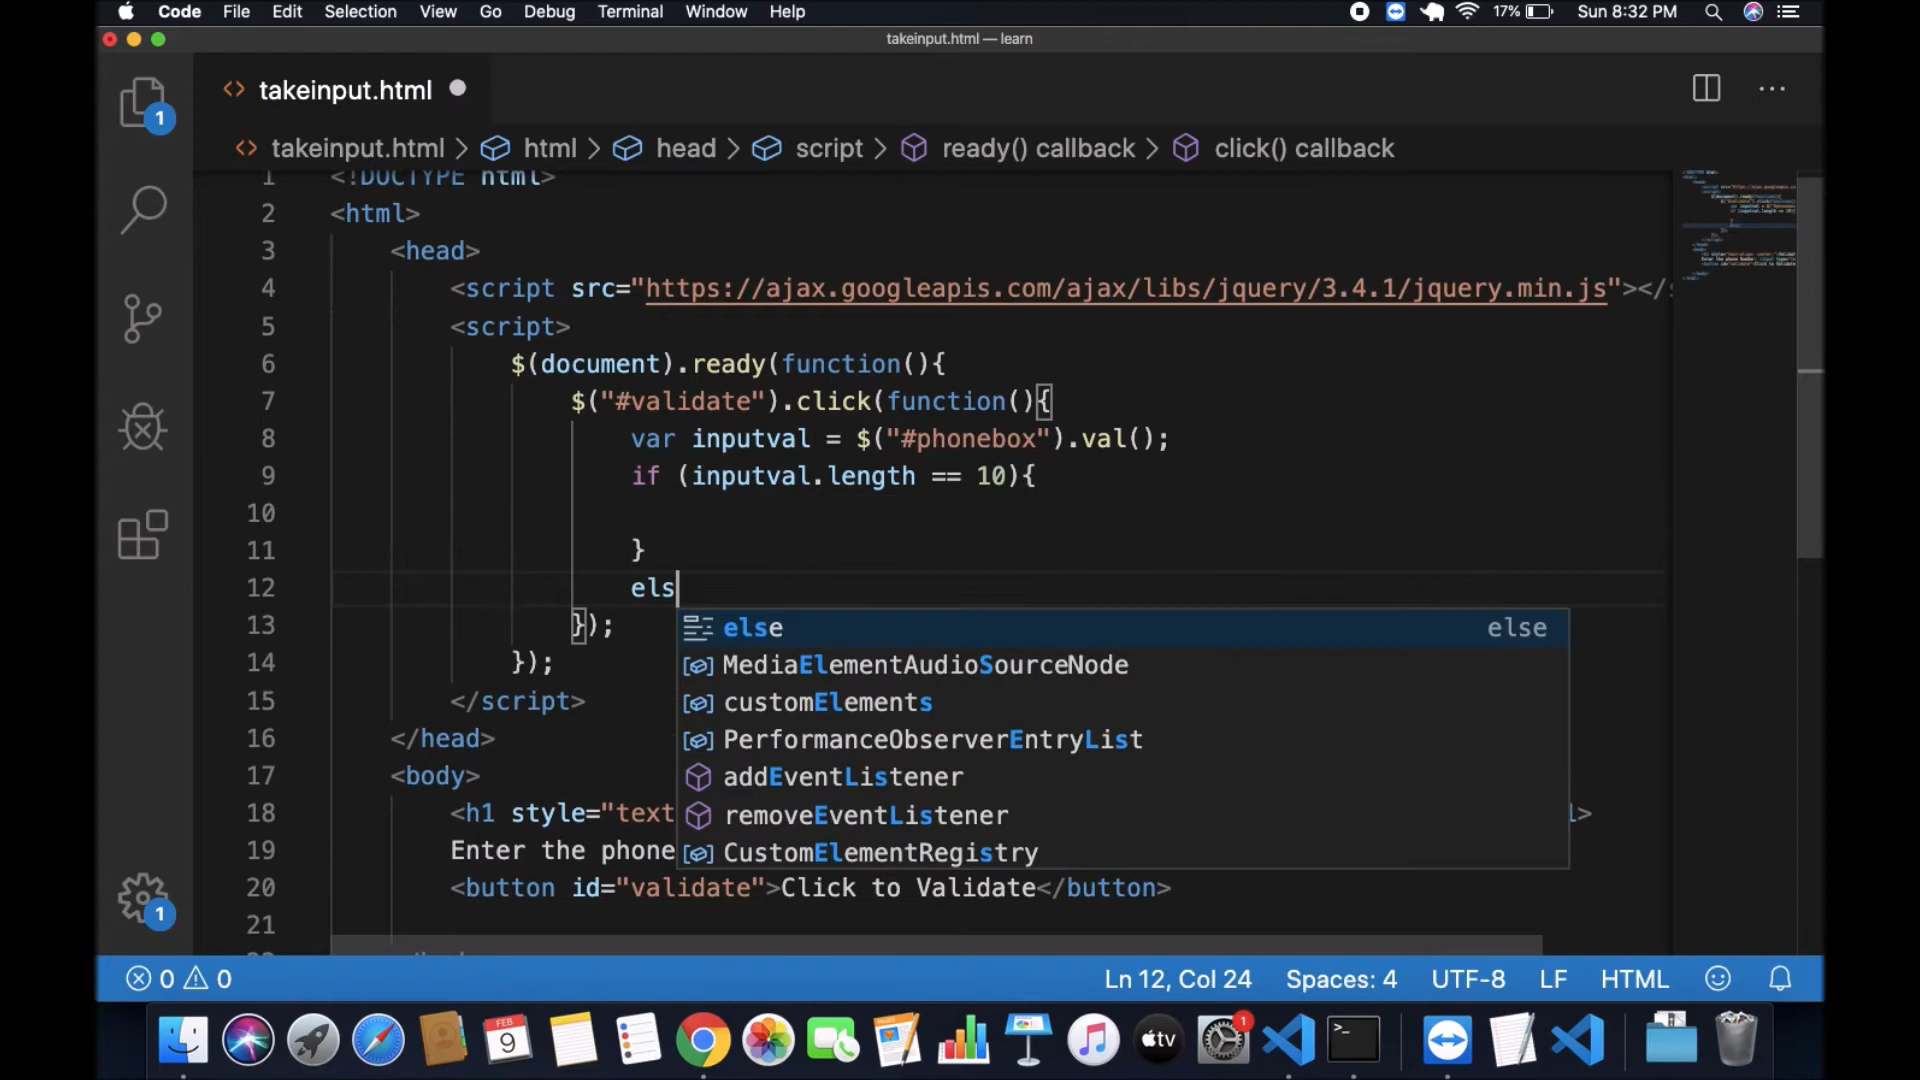 Code File Edit Selection View Go Debug Terminal Window Help 17% Sun 8:32 PM
takeinput.html — learn
takeinput.html
takeinput.html > html > head > script > ready() callback > click() callback
1 <!DOCTYPE html>
2 <html>
3 <head>
4 <script src="https://ajax.googleapis.com/ajax/libs/jquery/3.4.1/jquery.min.js"></s
5 <script>
6 $(document).ready(function(){
7 $("#validate").click(function(){
8 var inputval = $("#phonebox").val();
9 if (inputval.length == 10){
10
11 }
12 els
else else
13 });
MediaElementAudioSourceNode
14 });
customElements
15 </script>
PerformanceObserverEntryList
16 </head>
addEventListener
17 <body>
removeEventListener
18 <h1 style="text
19 Enter the phone
CustomElementRegistry
20 <button id="validate">Click to Validate</button>
21
1
1
0 0 Ln 12, Col 24 Spaces: 4 UTF-8 LF HTML
FEB
9
tv
1
>_